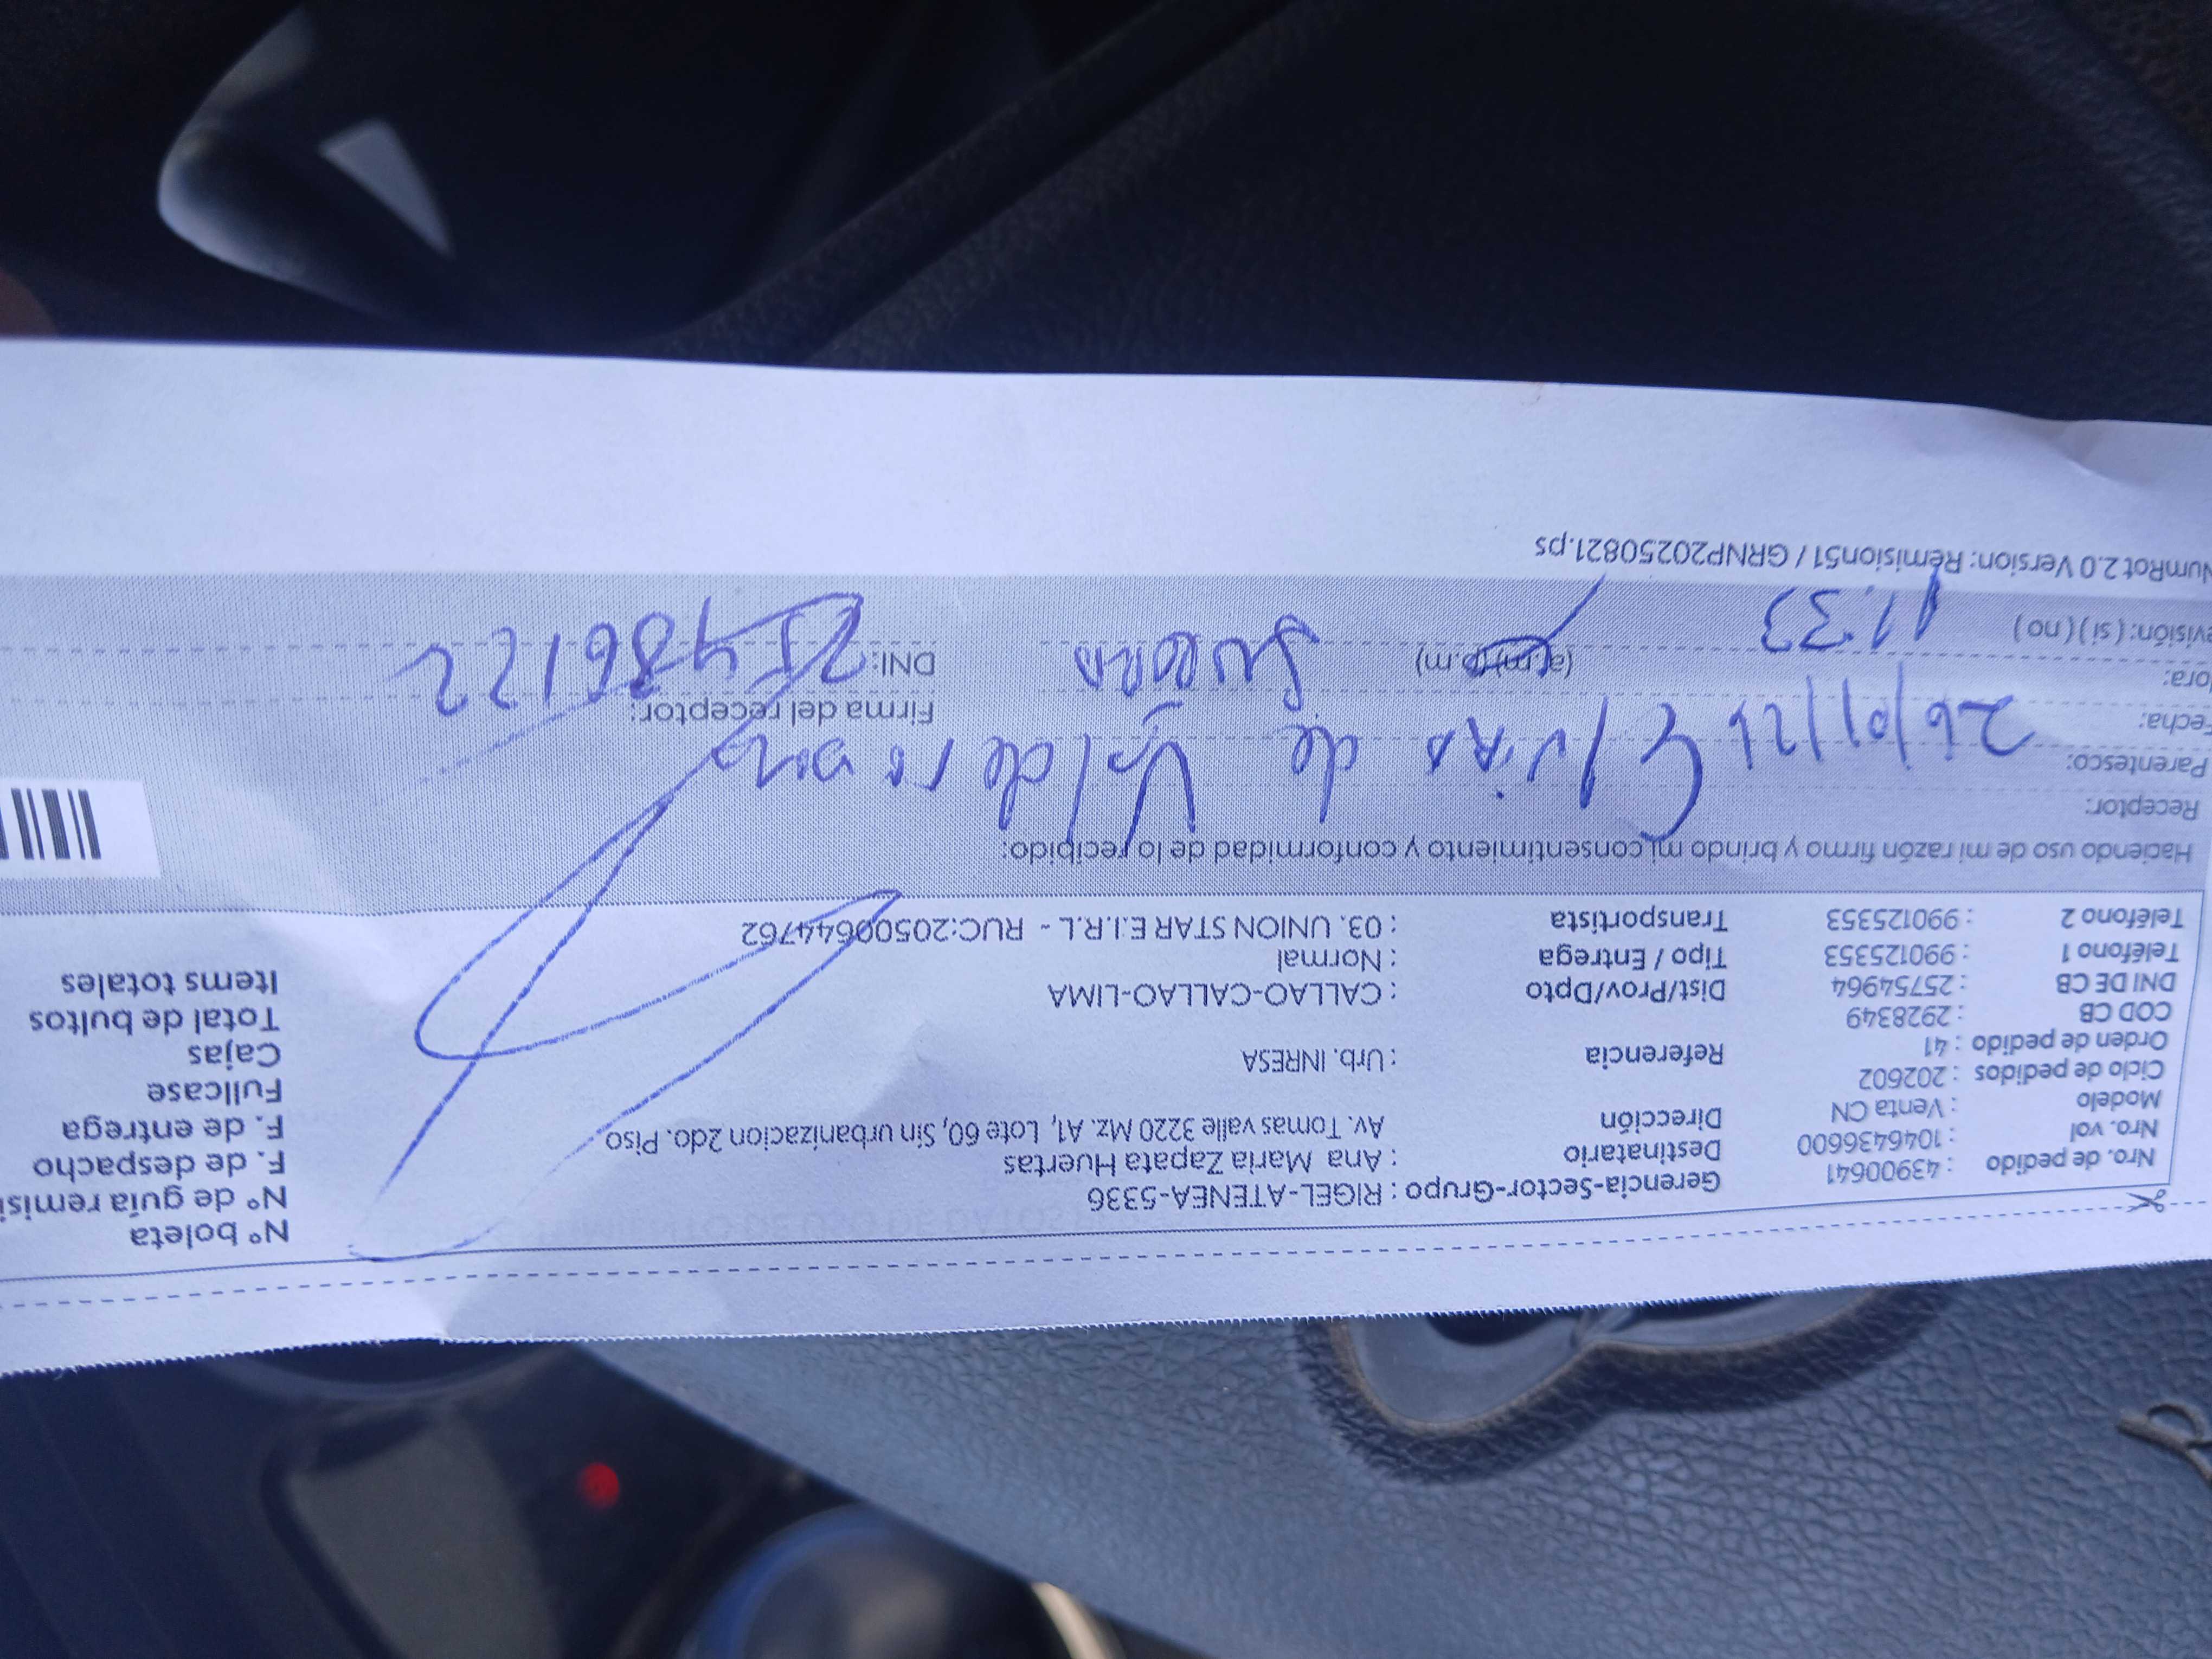 Nro. de pedido : 43900641
Nro. vol : 1046436600
Modelo : Venta CN
Ciclo de pedidos : 202602
Orden de pedido : 41
COD CB : 2928349
DNI DE CB : 25754964
Teléfono 1 : 990125353
Teléfono 2 : 990125353
Gerencia-Sector-Grupo : RIGEL-ATENEA-5336
Destinatario : Ana Maria Zapata Huertas
Dirección Av. Tomas valle 3220 Mz. A1, Lote 60, Sin urbanizacion 2do. Piso
Referencia : Urb. INRESA
Dist/Prov/Dpto : CALLAO-CALLAO-LIMA
Tipo / Entrega : Normal
Transportista : 03. UNION STAR E.I.R.L - RUC:20500644762
N° boleta
N° de guía remisi
F. de despacho
F. de entrega
Fullcase
Cajas
Total de bultos
Items totales
Haciendo uso de mi razón firmo y brindo mi consentimiento y conformidad de lo recibido:
Receptor: Elvira de
Parentesco: Suegra
Fecha: 26/01/26
ora: 11:33 (a.m) (p.m)
evisión: ( si ) ( no )
Firma del receptor:
DNI: 25486122
NumRot 2.0 Version: Remision51 / GRNP20250821.ps